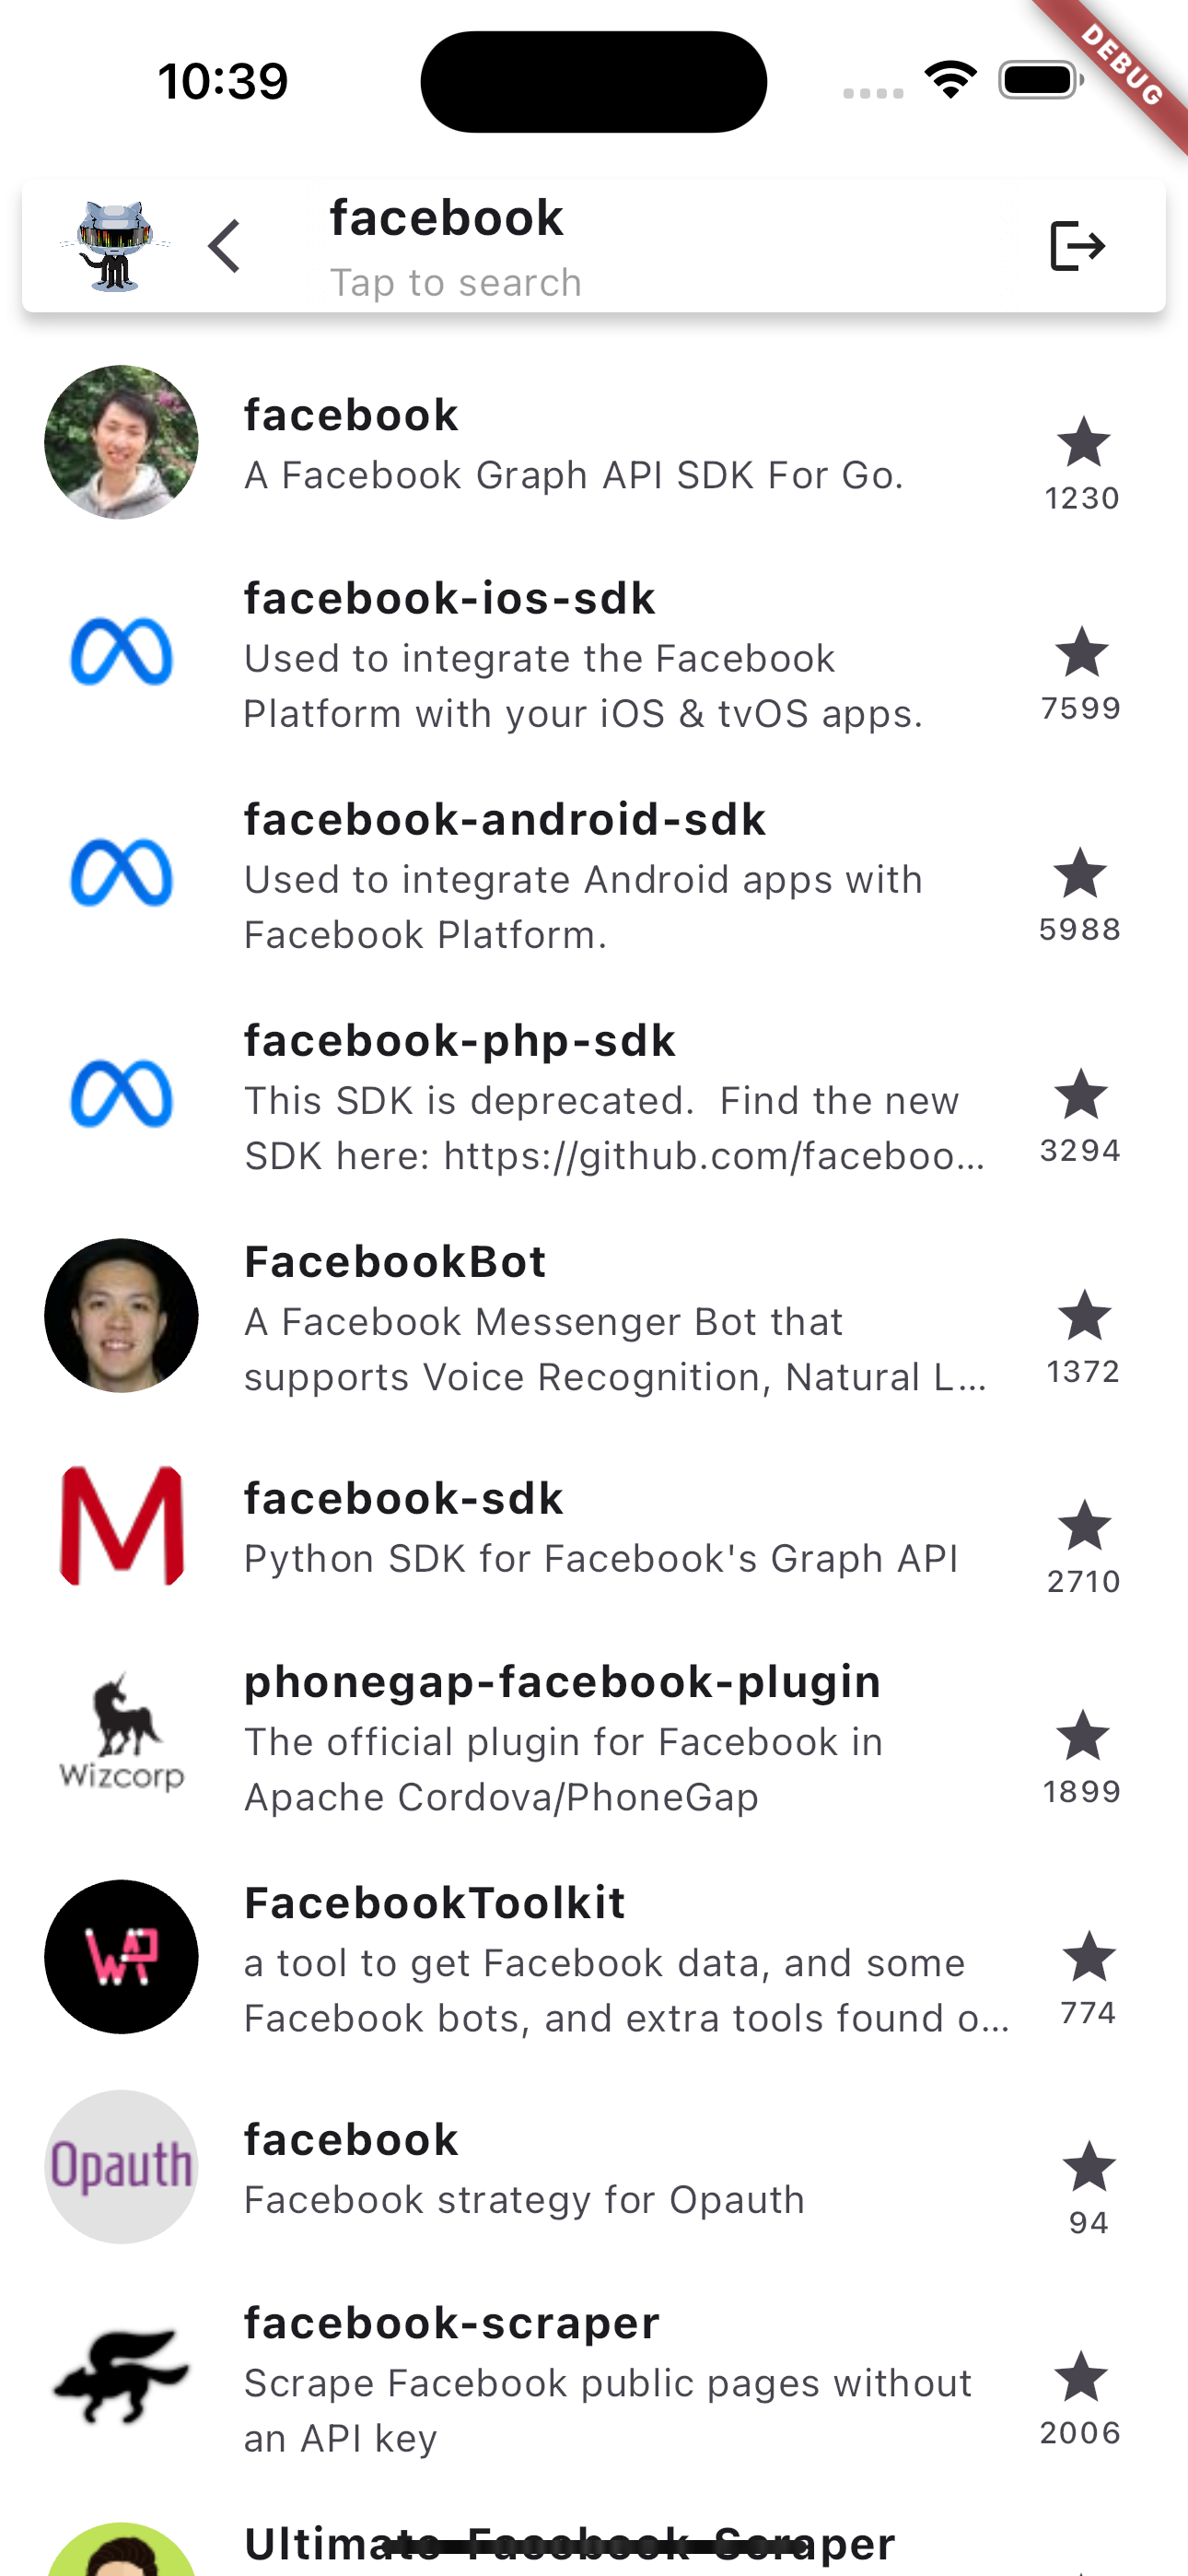 10:39
DEBUG
facebook
Tap to search
facebook
A Facebook Graph API SDK For Go.
1230
facebook-ios-sdk
Used to integrate the Facebook
Platform with your iOS & tvOS apps.
7599
facebook-android-sdk
Used to integrate Android apps with
Facebook Platform.
5988
facebook-php-sdk
This SDK is deprecated.  Find the new
SDK here: https://github.com/faceboo...
3294
FacebookBot
A Facebook Messenger Bot that
supports Voice Recognition, Natural L...
1372
M
facebook-sdk
Python SDK for Facebook's Graph API
2710
Wizcorp
phonegap-facebook-plugin
The official plugin for Facebook in
Apache Cordova/PhoneGap
1899
FacebookToolkit
a tool to get Facebook data, and some
Facebook bots, and extra tools found o...
774
Opauth
facebook
Facebook strategy for Opauth
94
facebook-scraper
Scrape Facebook public pages without
an API key
2006
Ultimate-Facebook-Scraper